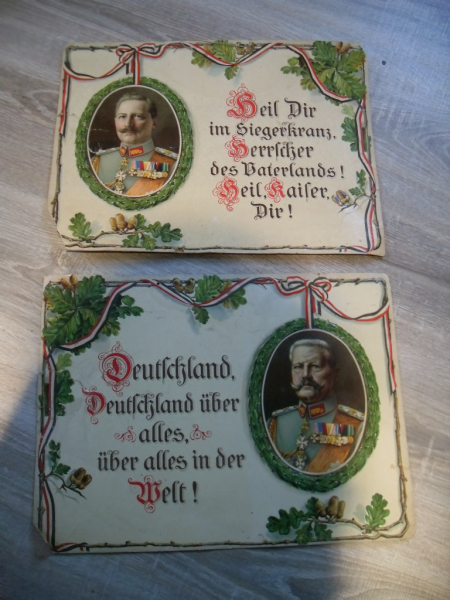 Heil Dir
im Siegerkranz,
Herrscher
des Vaterlands!
Heil, Kaiser,
Dir!
Deutschland,
Deutschland über
alles,
über alles in der
Welt!